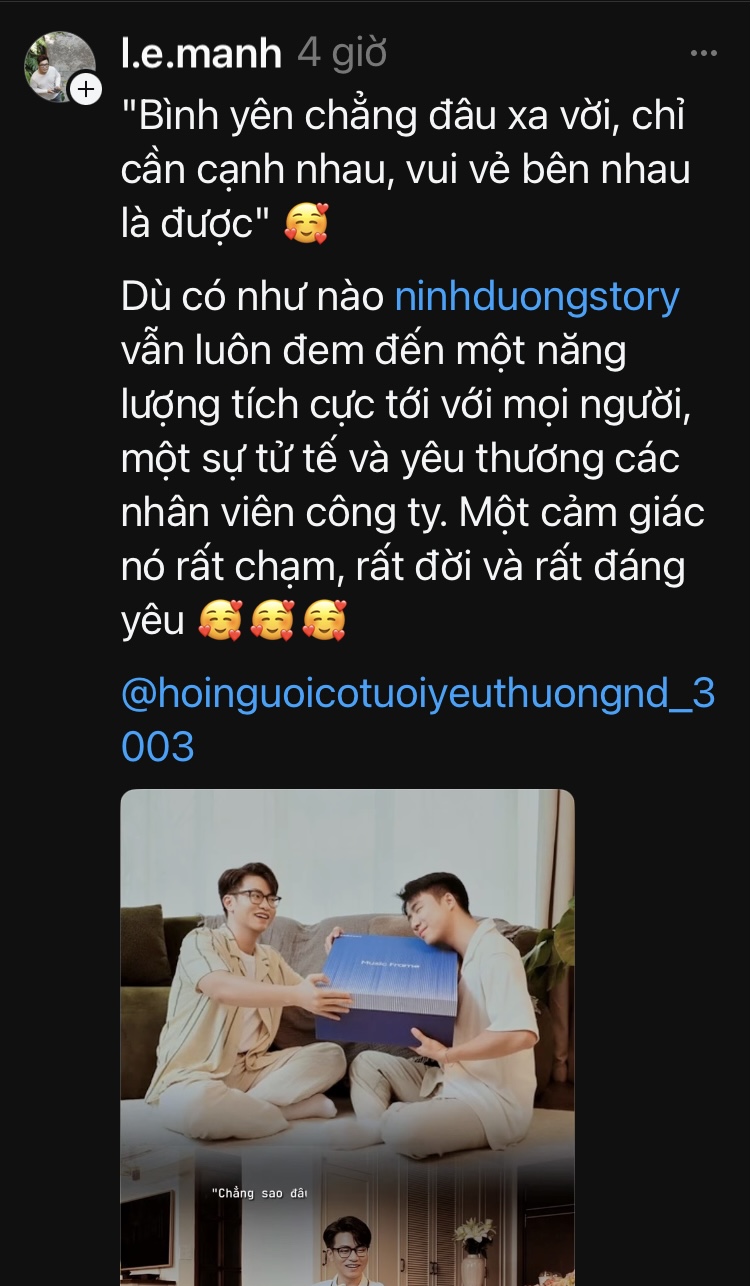 l.e.manh 4 giờ
"Bình yên chẳng đâu xa vời, chỉ
cần cạnh nhau, vui vẻ bên nhau
là được" 🥰
Dù có như nào ninhduongstory
vẫn luôn đem đến một năng
lượng tích cực tới với mọi người,
một sự tử tế và yêu thương các
nhân viên công ty. Một cảm giác
nó rất chạm, rất đời và rất đáng
yêu 🥰🥰🥰
@hoinguoicotuoiyeuthuongnd_3
003
Music Frame
"Chẳng sao đâu